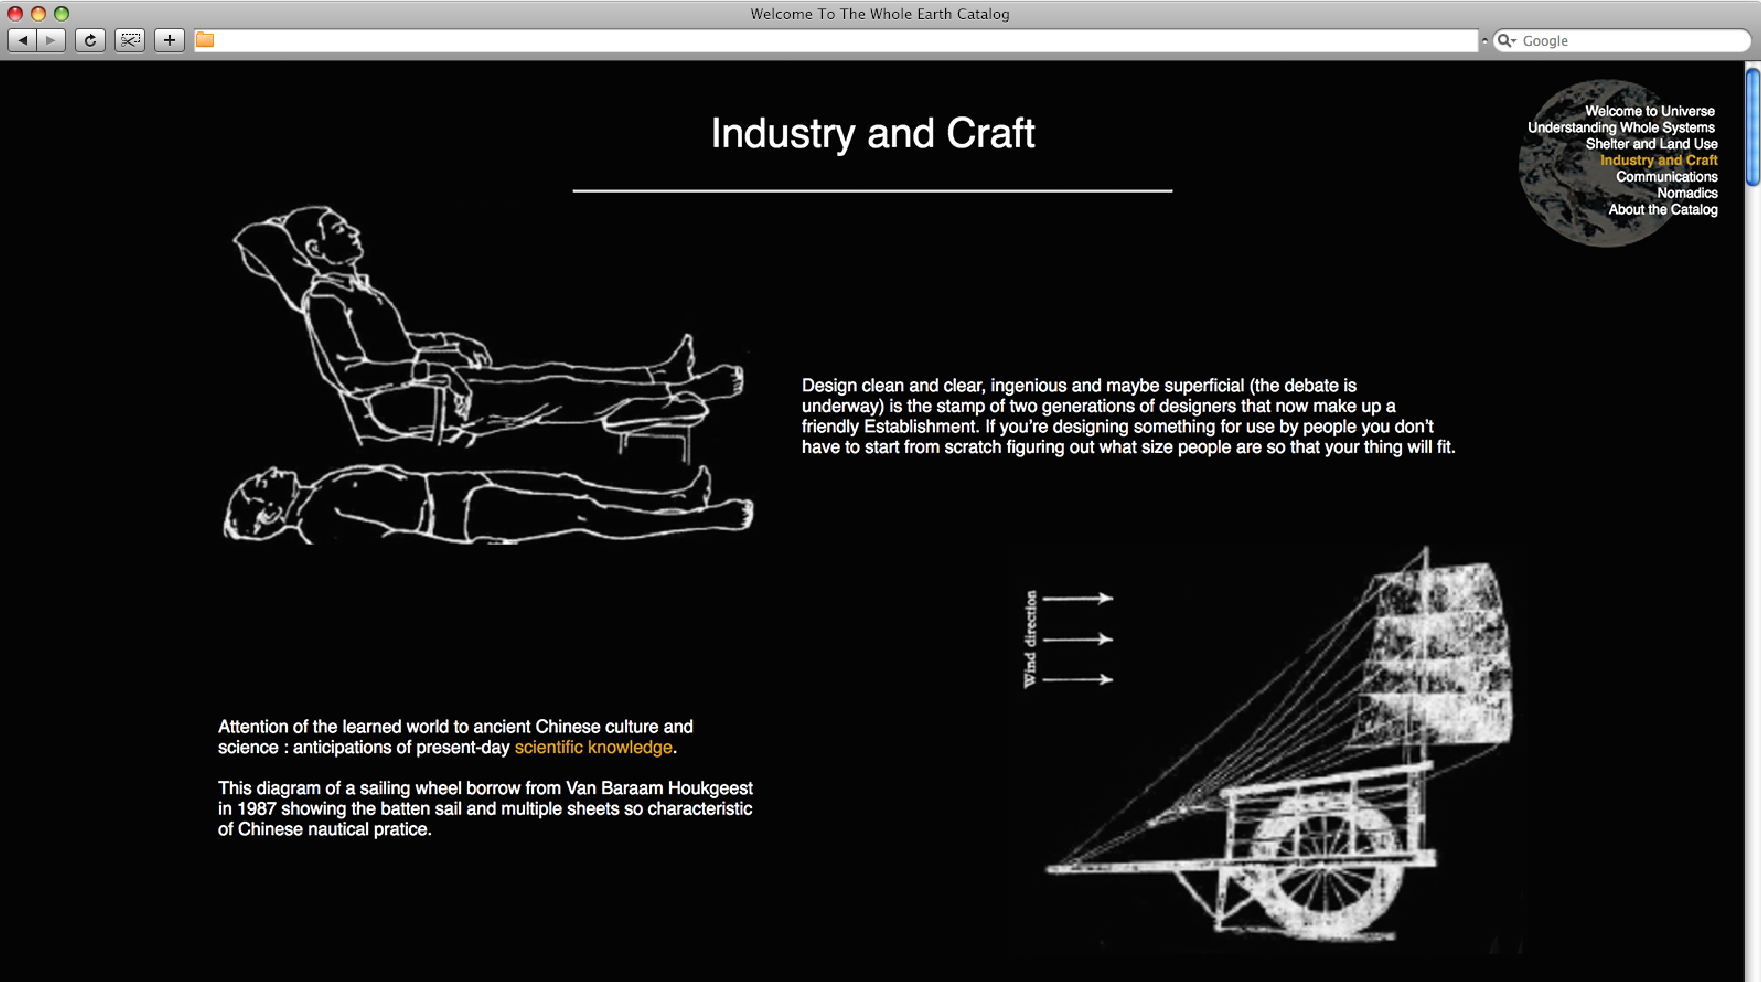 Welcome To The Whole Earth Catalog
Google
Industry and Craft
Welcome to Universe
Understanding Whole Systems
Shelter and Land Use
Industry and Craft
Communications
Nomadics
About the Catalog
Design clean and clear, ingenious and maybe superficial (the debate is
underway) is the stamp of two generations of designers that now make up a
friendly Establishment. If you're designing something for use by people you don't
have to start from scratch figuring out what size people are so that your thing will fit.
Wind direction
Attention of the learned world to ancient Chinese culture and
science : anticipations of present-day scientific knowledge.
This diagram of a sailing wheel borrow from Van Baraam Houkgeest
in 1987 showing the batten sail and multiple sheets so characteristic
of Chinese nautical pratice.